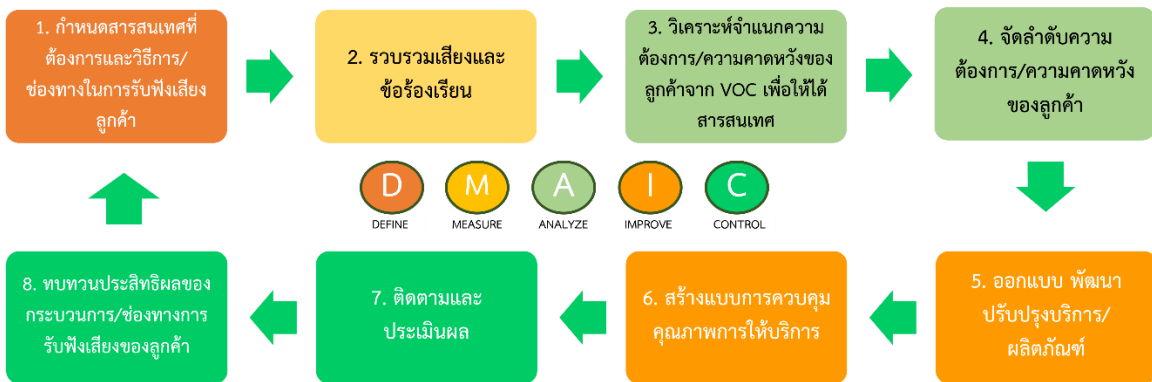 1. กำหนดสารสนเทศที่
ต้องการและวิธีการ/
ช่องทางในการรับฟังเสียง
ลูกค้า
2. รวบรวมเสียงและ
ข้อร้องเรียน
3. วิเคราะห์จำแนกความ
ต้องการ/ความคาดหวังของ
ลูกค้าจาก VOC เพื่อให้ได้
สารสนเทศ
4. จัดลำดับความ
ต้องการ/ความคาดหวัง
ของลูกค้า
D M A I C
DEFINE MEASURE ANALYZE IMPROVE CONTROL
5. ออกแบบ พัฒนา
ปรับปรุงบริการ/
ผลิตภัณฑ์
6. สร้างแบบการควบคุม
คุณภาพการให้บริการ
7. ติดตามและ
ประเมินผล
8. ทบทวนประสิทธิผลของ
กระบวนการ/ช่องทางการ
รับฟังเสียงของลูกค้า